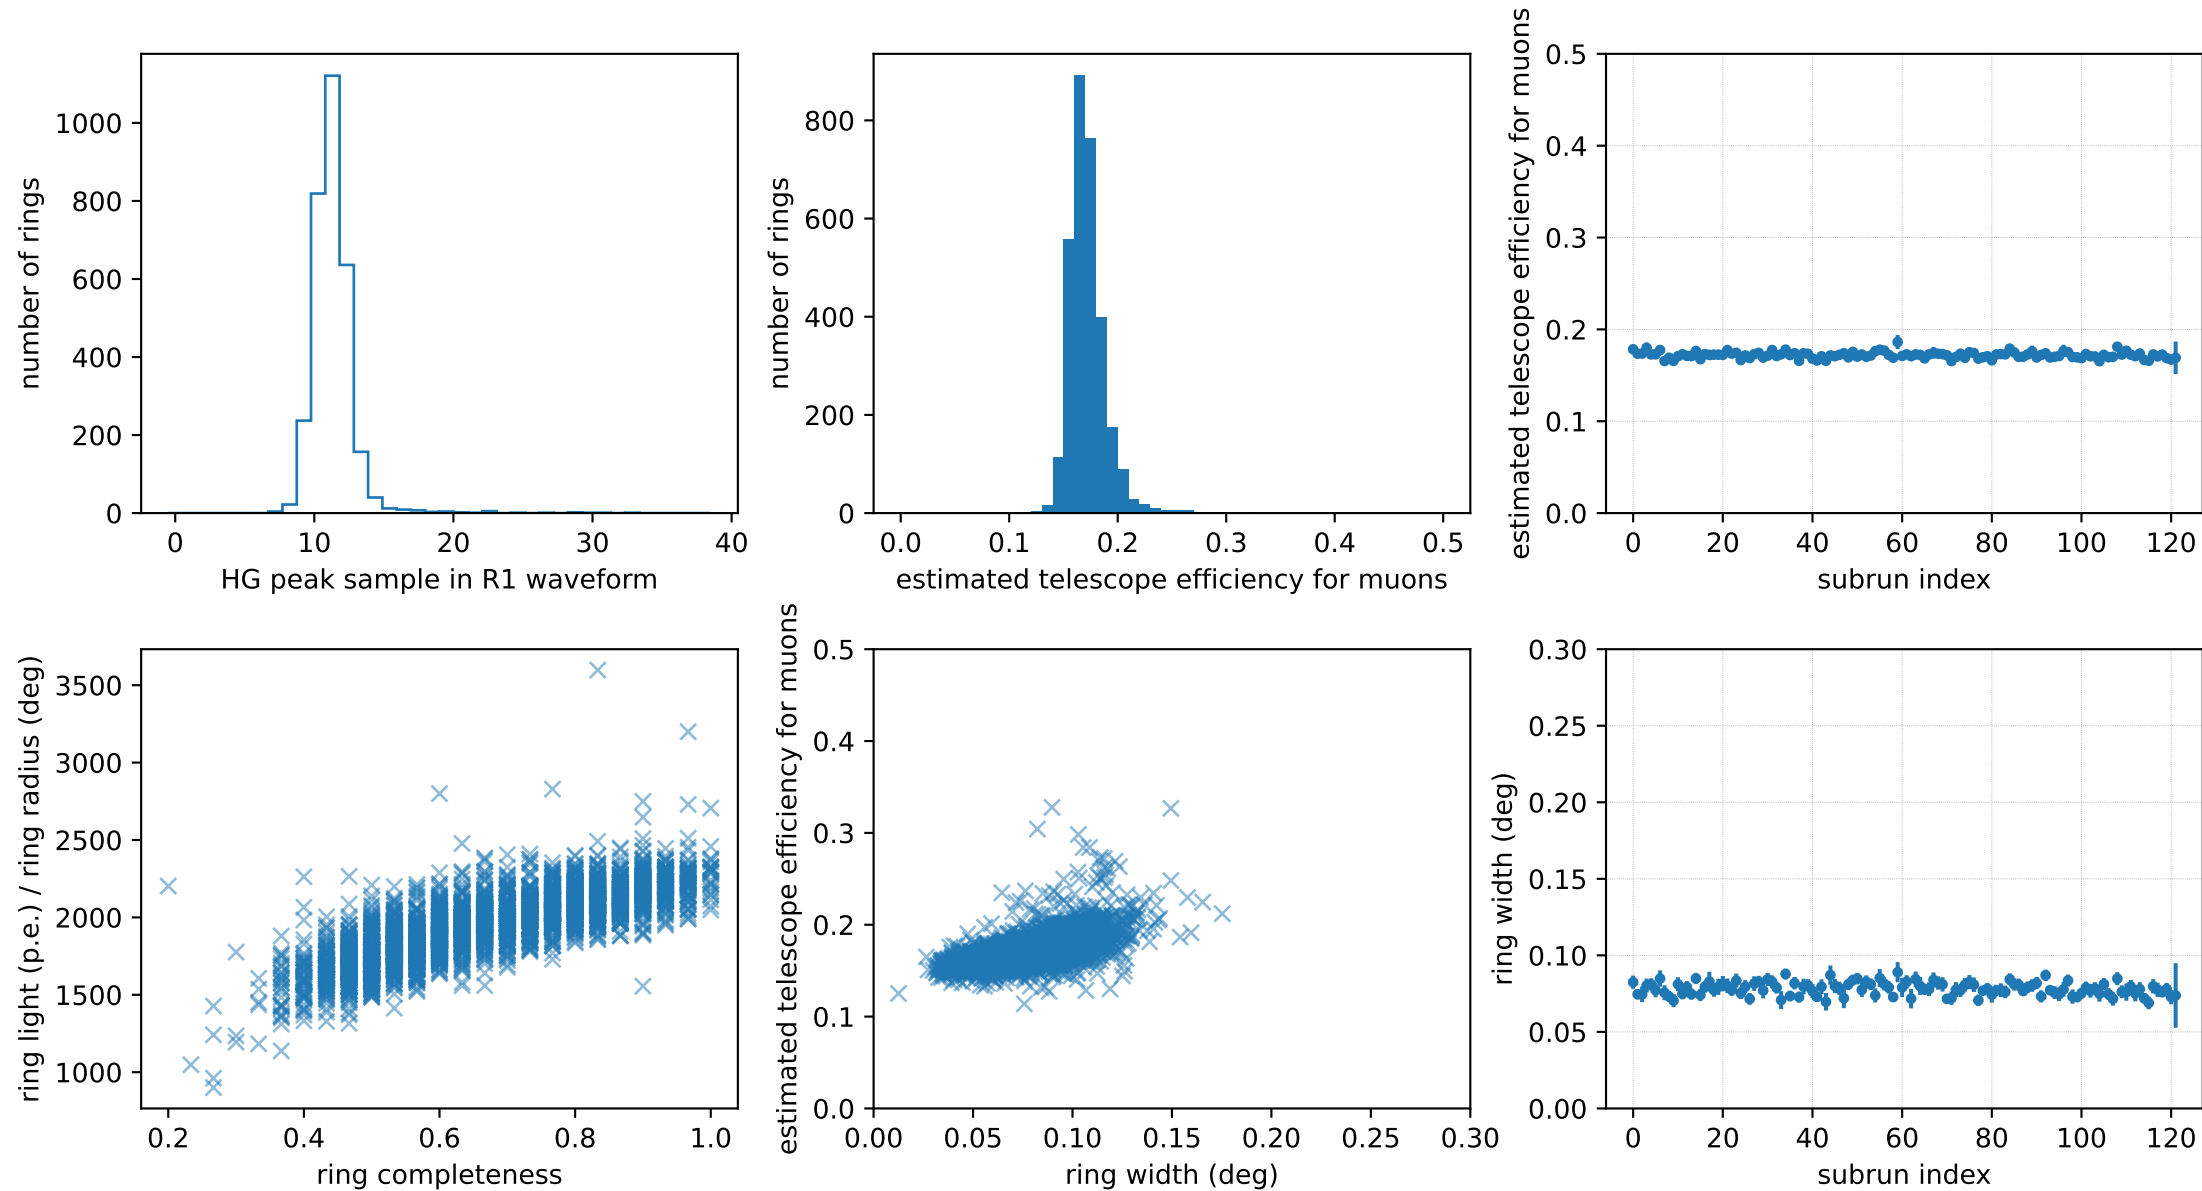 number of rings
1000
800
600
400
200
0
0 10 20 30 40
HG peak sample in R1 waveform
number of rings
800
600
400
200
0
0.0 0.1 0.2 0.3 0.4 0.5
estimated telescope efficiency for muons
estimated telescope efficiency for muons
0.5
0.4
0.3
0.2
0.1
0.0
0 20 40 60 80 100 120
subrun index
ring light (p.e.) / ring radius (deg)
3500
3000
2500
2000
1500
1000
0.2 0.4 0.6 0.8 1.0
ring completeness
estimated telescope efficiency for muons
0.5
0.4
0.3
0.2
0.1
0.0
0.00 0.05 0.10 0.15 0.20 0.25 0.30
ring width (deg)
ring width (deg)
0.30
0.25
0.20
0.15
0.10
0.05
0.00
0 20 40 60 80 100 120
subrun index